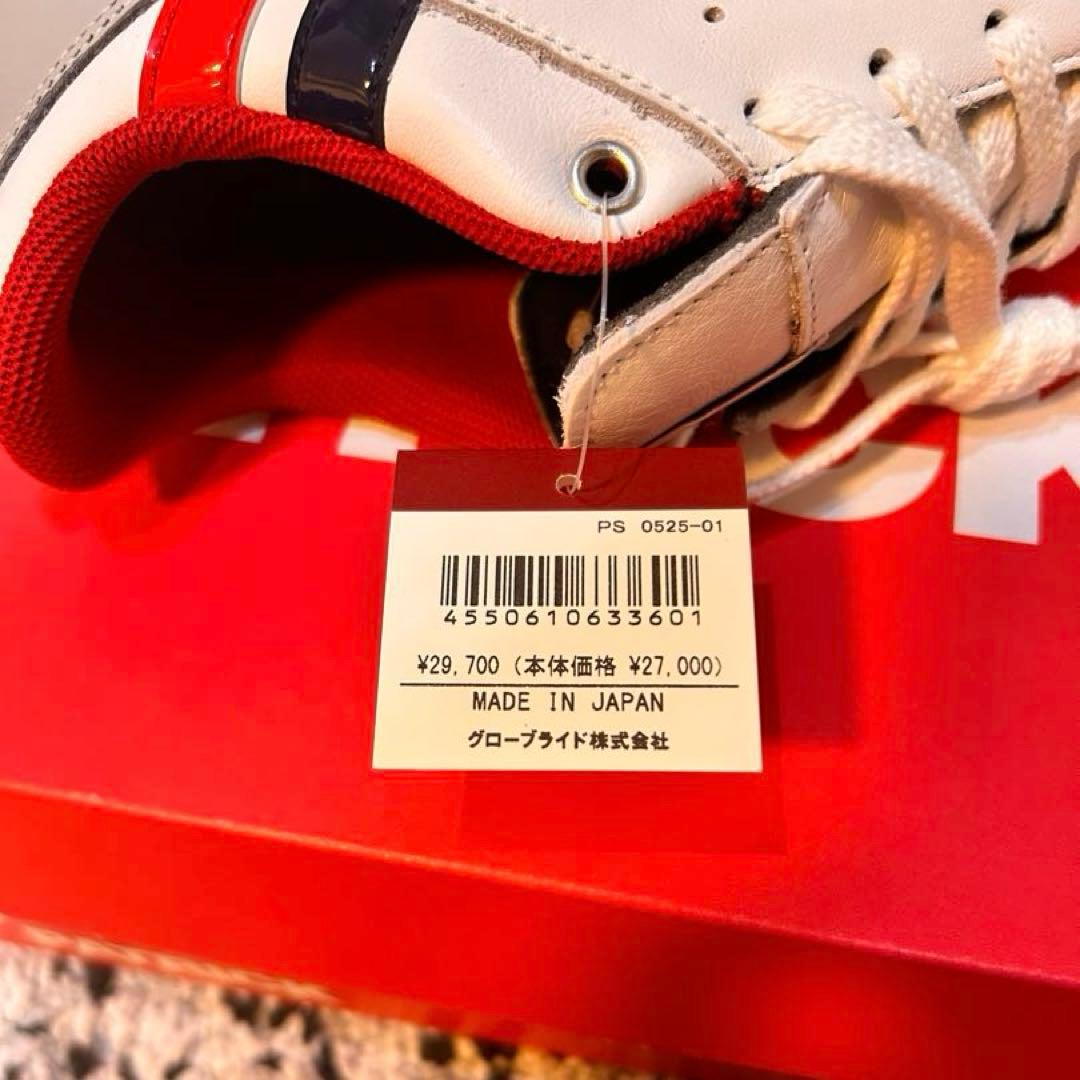 PS 0525-01
4550610633601
¥29,700 (本体価格 ¥27,000)
MADE IN JAPAN
グローブライド株式会社